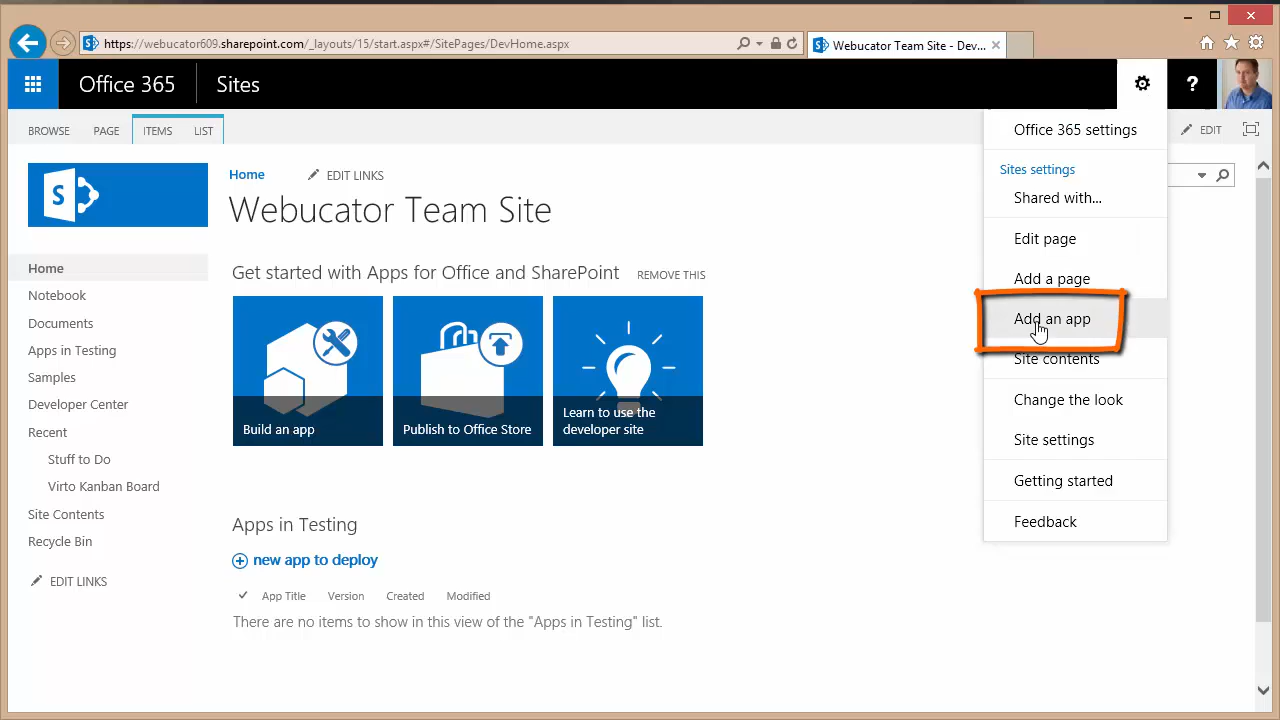 https://webucator609.sharepoint.com/_layouts/15/start.aspx#/SitePages/DevHome.aspx
Webucator Team Site - Dev...
Office 365
Sites
?
BROWSE
PAGE
ITEMS
LIST
EDIT
S
Home
EDIT LINKS
Webucator Team Site
Home
Notebook
Documents
Apps in Testing
Samples
Developer Center
Recent
Stuff to Do
Virto Kanban Board
Site Contents
Recycle Bin
EDIT LINKS
Get started with Apps for Office and SharePoint
REMOVE THIS
Build an app
Publish to Office Store
Learn to use the
developer site
Apps in Testing
new app to deploy
App Title
Version
Created
Modified
There are no items to show in this view of the "Apps in Testing" list.
Office 365 settings
Sites settings
Shared with...
Edit page
Add a page
Add an app
Site contents
Change the look
Site settings
Getting started
Feedback